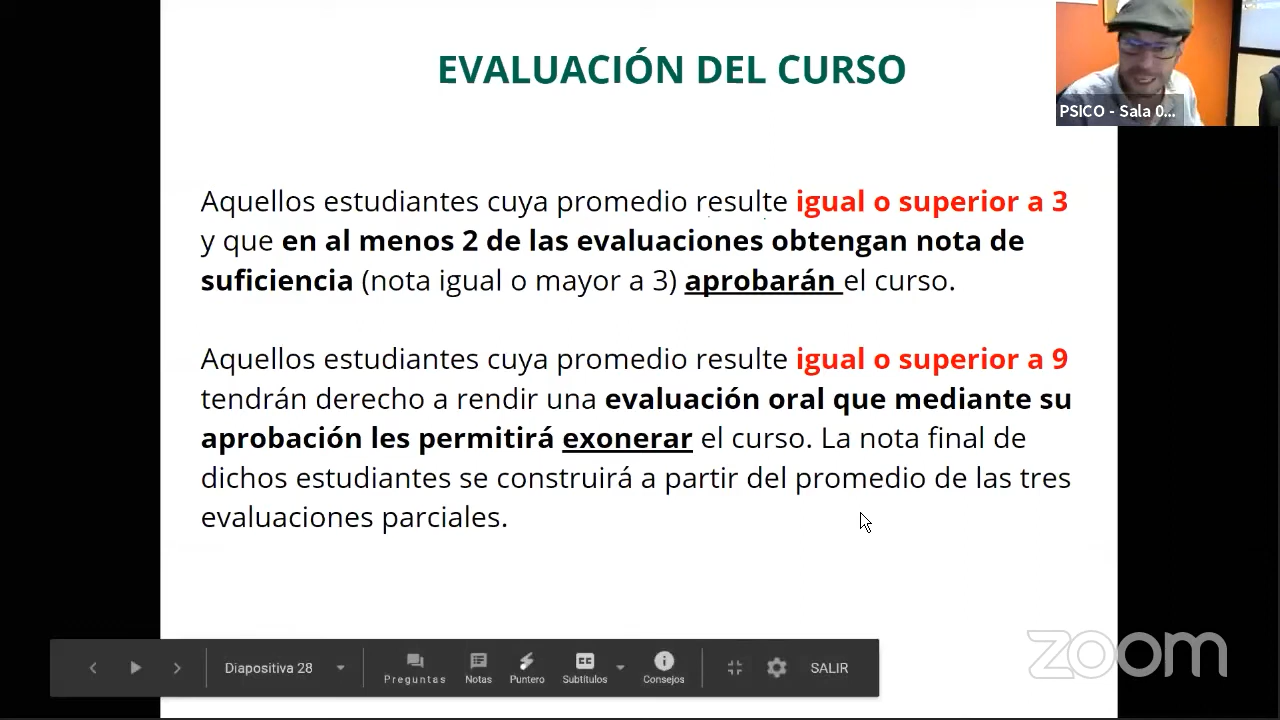 EVALUACIÓN DEL CURSO
PSICO - Sala 0...
Aquellos estudiantes cuya promedio resulte igual o superior a 3
y que en al menos 2 de las evaluaciones obtengan nota de
suficiencia (nota igual o mayor a 3) aprobarán el curso.
Aquellos estudiantes cuya promedio resulte igual o superior a 9
tendrán derecho a rendir una evaluación oral que mediante su
aprobación les permitirá exonerar el curso. La nota final de
dichos estudiantes se construirá a partir del promedio de las tres
evaluaciones parciales.
Diapositiva 28
Preguntas
Notas
Puntero
CC
Subtítulos
Consejos
SALIR
zoom